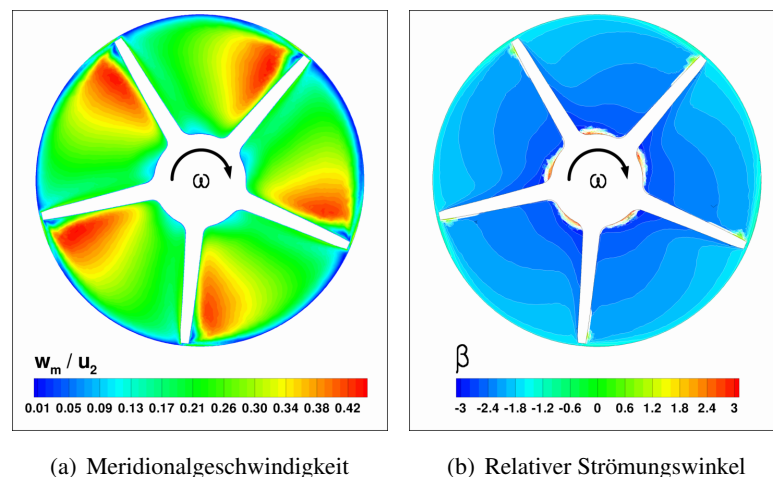 ω
w_m / u_2
0.01 0.05 0.09 0.13 0.17 0.21 0.26 0.30 0.34 0.38 0.42
(a) Meridionalgeschwindigkeit
ω
β
-3 -2.4 -1.8 -1.2 -0.6 0 0.6 1.2 1.8 2.4 3
(b) Relativer Strömungswinkel